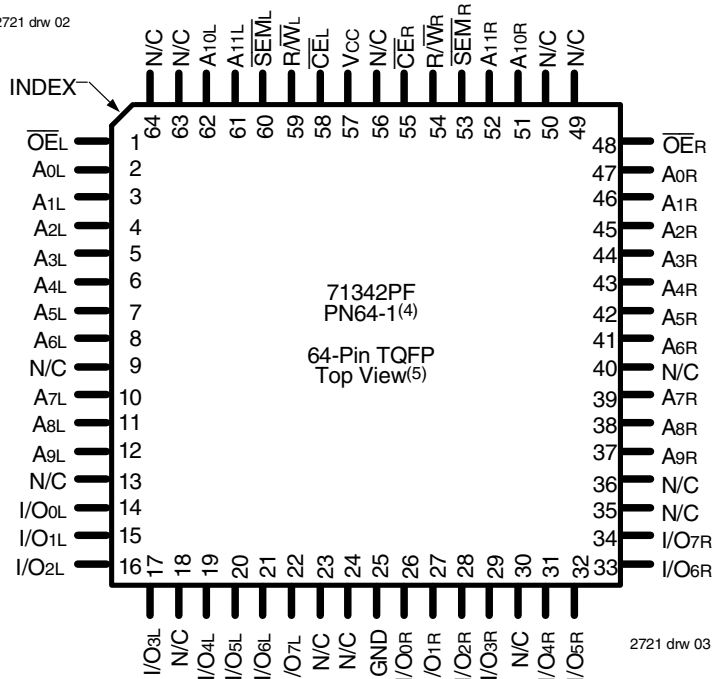 2721 drw 02
INDEX
N/C
N/C
A10L
A11L
SEML
R/WL
CEL
VCC
N/C
CER
R/WR
SEMR
A11R
A10R
N/C
N/C
64
63
62
61
60
59
58
57
56
55
54
53
52
51
50
49
OEL 1
A0L 2
A1L 3
A2L 4
A3L 5
A4L 6
A5L 7
A6L 8
N/C 9
A7L 10
A8L 11
A9L 12
N/C 13
I/O0L 14
I/O1L 15
I/O2L 16
71342PF
PN64-1(4)
64-Pin TQFP
Top View(5)
48 OER
47 A0R
46 A1R
45 A2R
44 A3R
43 A4R
42 A5R
41 A6R
40 N/C
39 A7R
38 A8R
37 A9R
36 N/C
35 N/C
34 I/O7R
33 I/O6R
17
18
19
20
21
22
23
24
25
26
27
28
29
30
31
32
I/O3L
N/C
I/O4L
I/O5L
I/O6L
/O7L
N/C
N/C
GND
I/O0R
/O1R
I/O2R
I/O3R
N/C
I/O4R
I/O5R
2721 drw 03